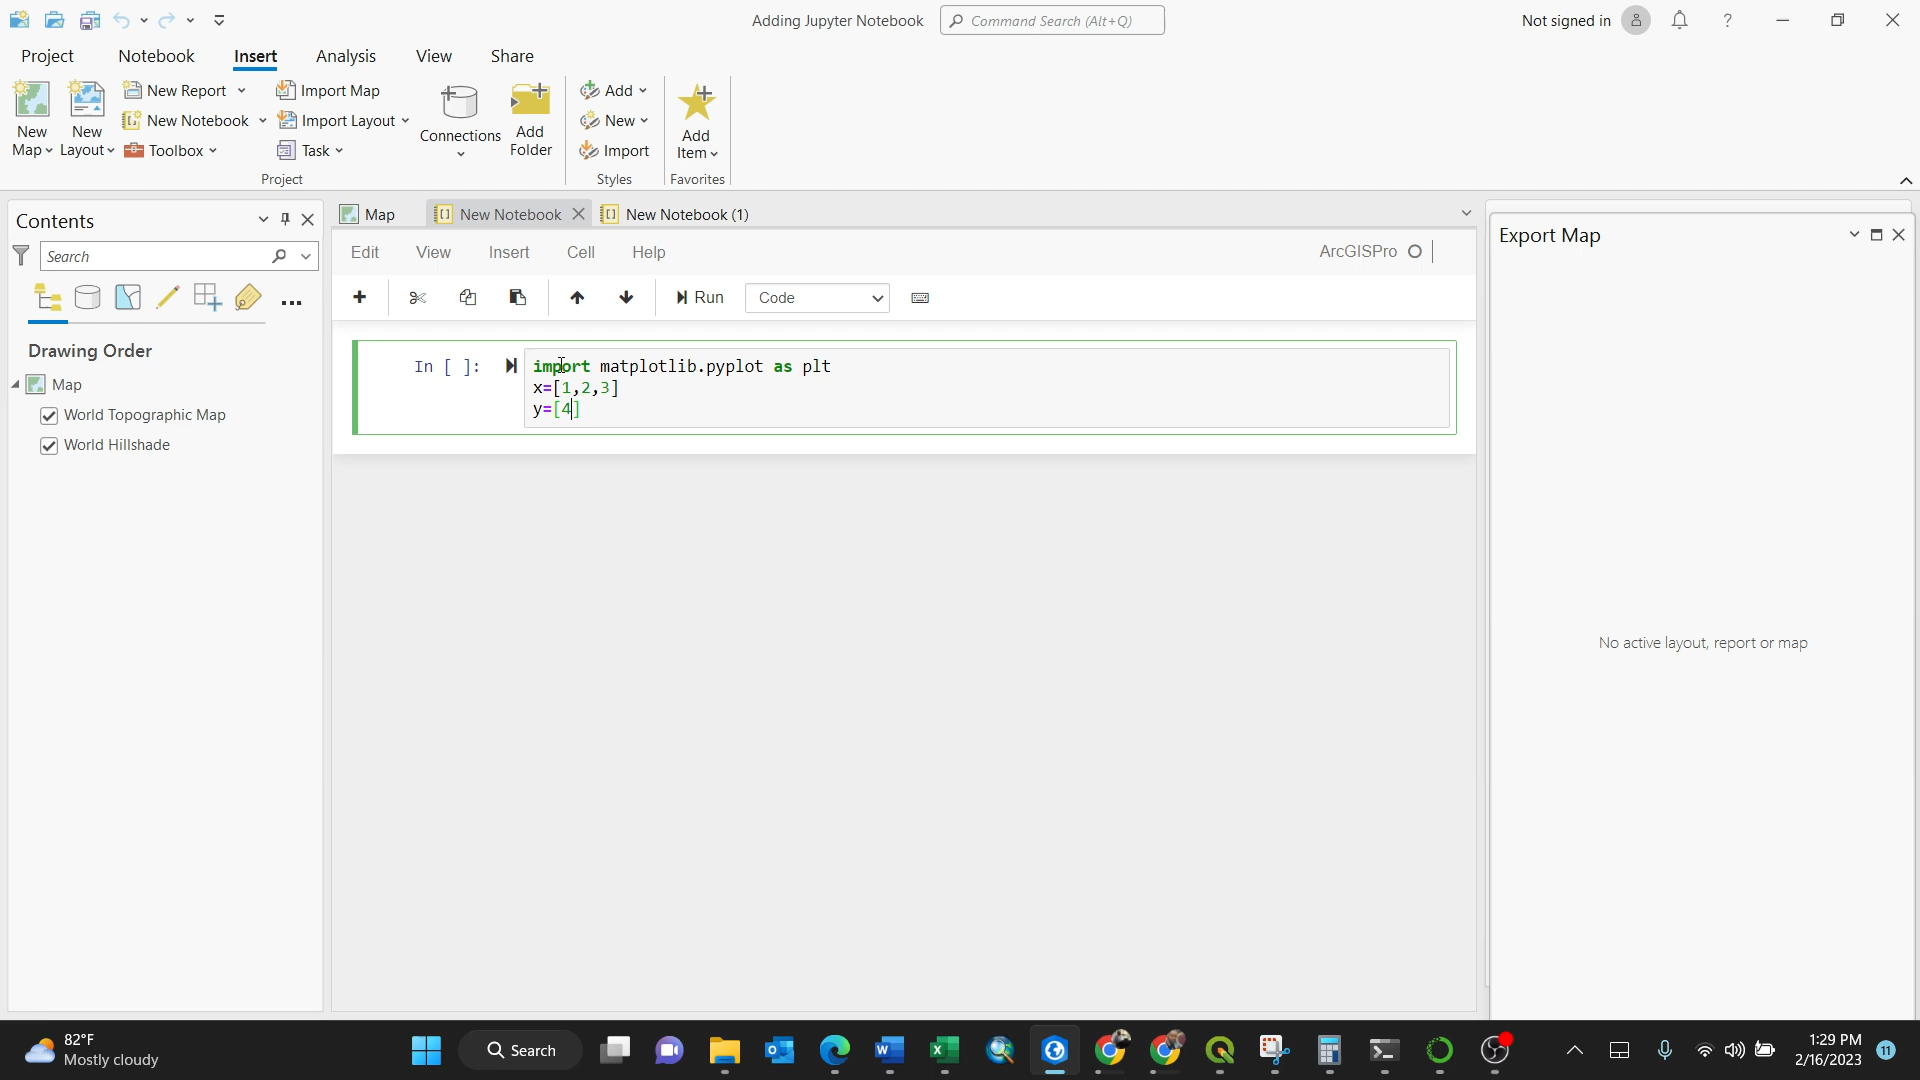 Adding Jupyter Notebook
Command Search (Alt+Q)
Not signed in
?
Project
Notebook
Insert
Analysis
View
Share
New Map
New Layout
New Report
New Notebook
Toolbox
Import Map
Import Layout
Task
Connections
Add Folder
Project
Add
New
Import
Styles
Add Item
Favorites
Contents
Search
Drawing Order
Map
World Topographic Map
World Hillshade
Map
New Notebook
New Notebook (1)
Edit
View
Insert
Cell
Help
ArcGISPro
Run
Code
In [ ]:
import matplotlib.pyplot as plt
x=[1,2,3]
y=[4]
Export Map
No active layout, report or map
82°F
Mostly cloudy
Search
1:29 PM
2/16/2023
11